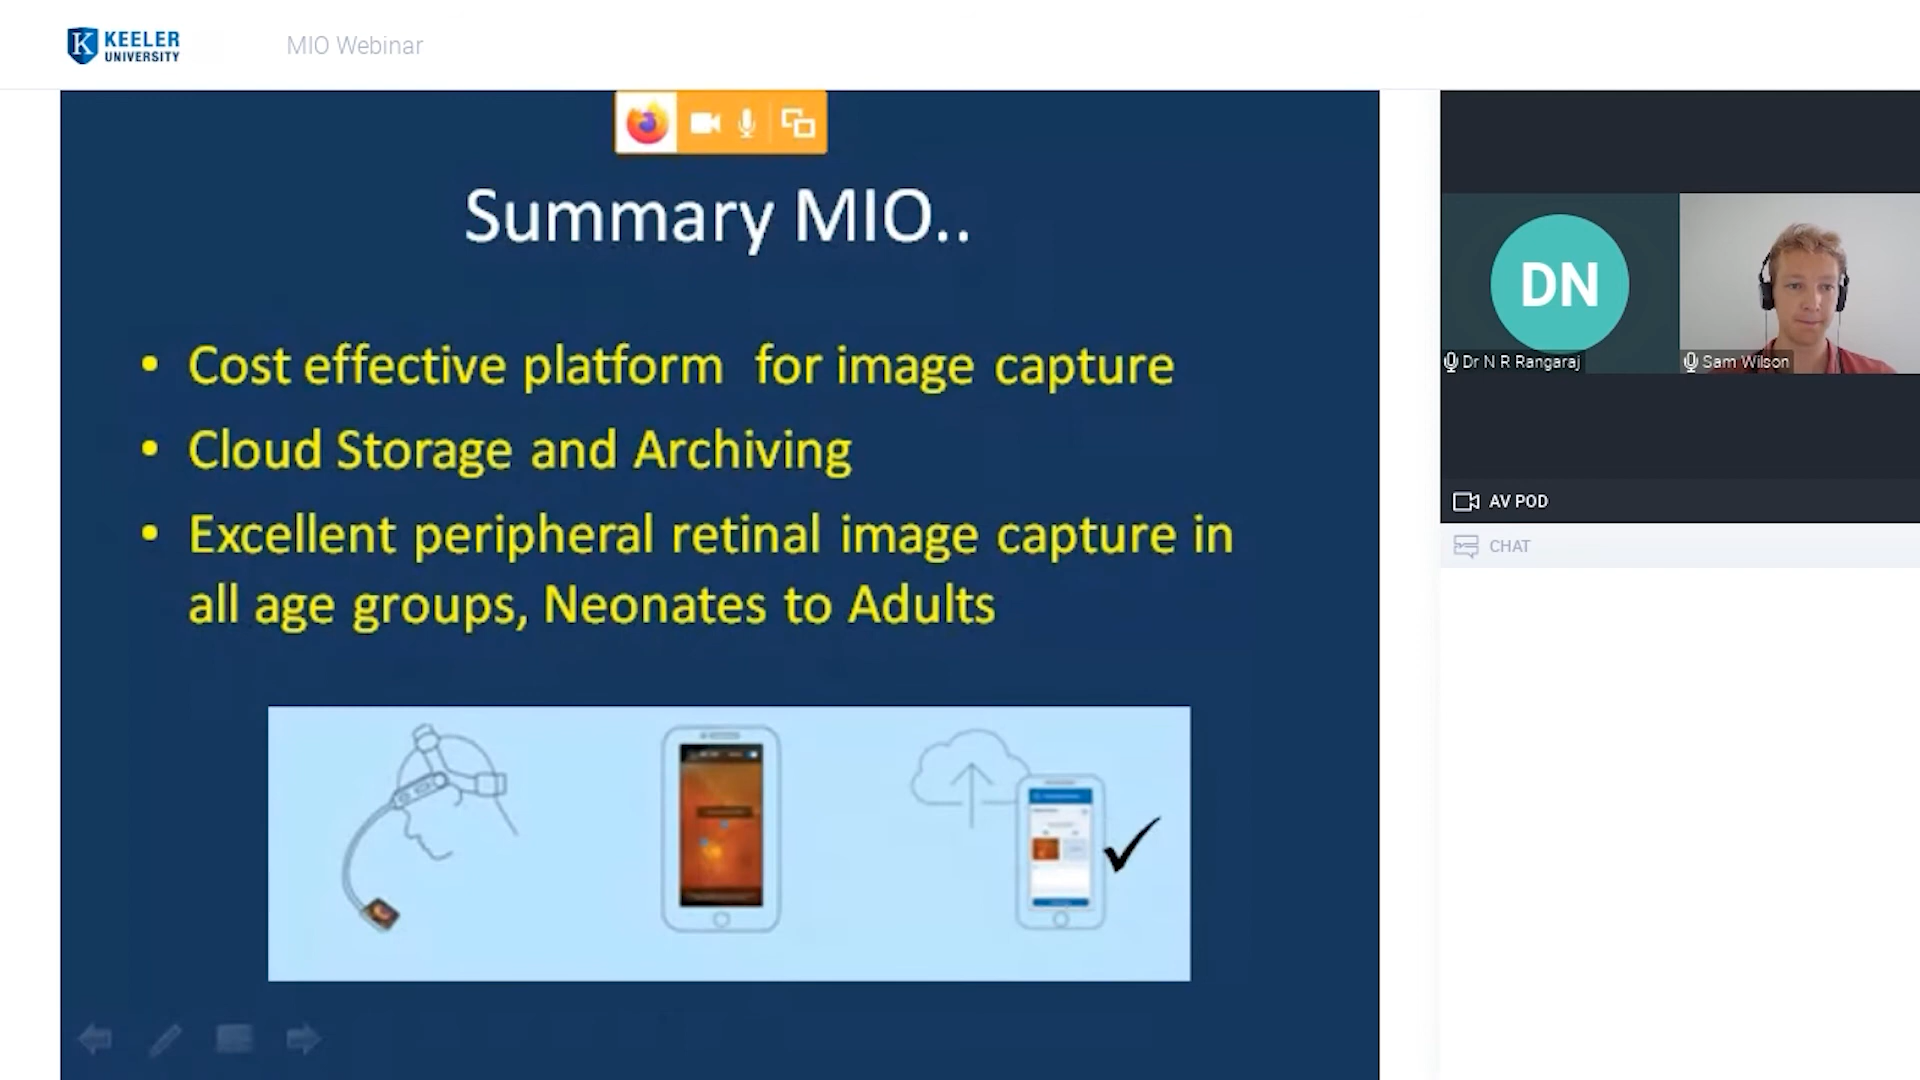 K KEELER
UNIVERSITY
MIO Webinar
Summary MIO..
• Cost effective platform for image capture
• Cloud Storage and Archiving
• Excellent peripheral retinal image capture in
all age groups, Neonates to Adults
DN
Dr N R Rangaraj
Sam Wilson
AV POD
CHAT